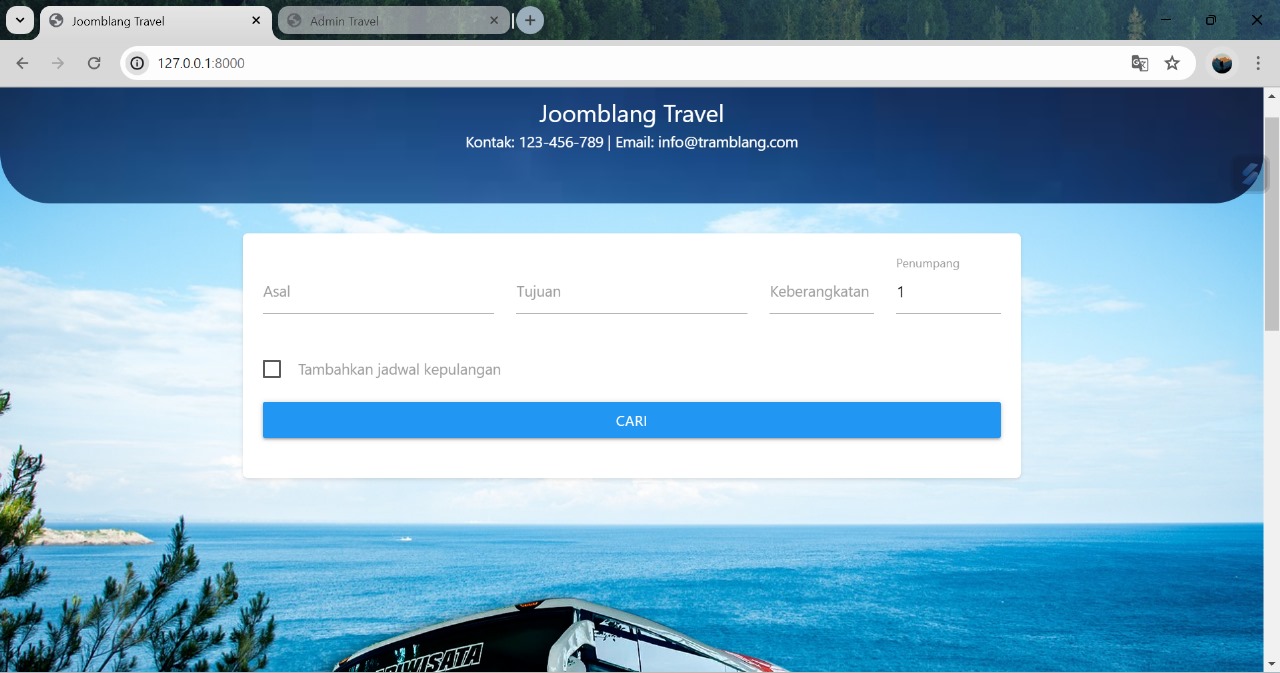 Joomblang Travel
Admin Travel
127.0.0.1:8000
Joomblang Travel
Kontak: 123-456-789 | Email: info@tramblang.com
Penumpang
Asal
Tujuan
Keberangkatan
1
Tambahkan jadwal kepulangan
CARI